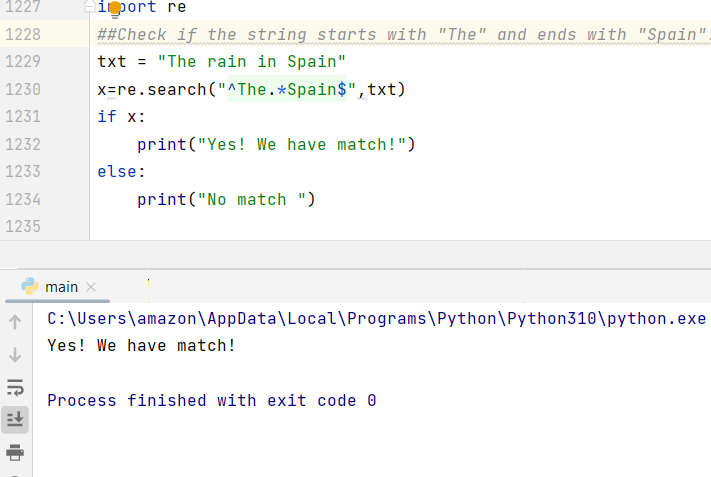 1227 import re
1228 ##Check if the string starts with "The" and ends with "Spain".
1229 txt = "The rain in Spain"
1230 x=re.search("^The.*Spain$",txt)
1231 if x:
1232     print("Yes! We have match!")
1233 else:
1234     print("No match ")
1235
main
C:\Users\amazon\AppData\Local\Programs\Python\Python310\python.exe
Yes! We have match!
Process finished with exit code 0